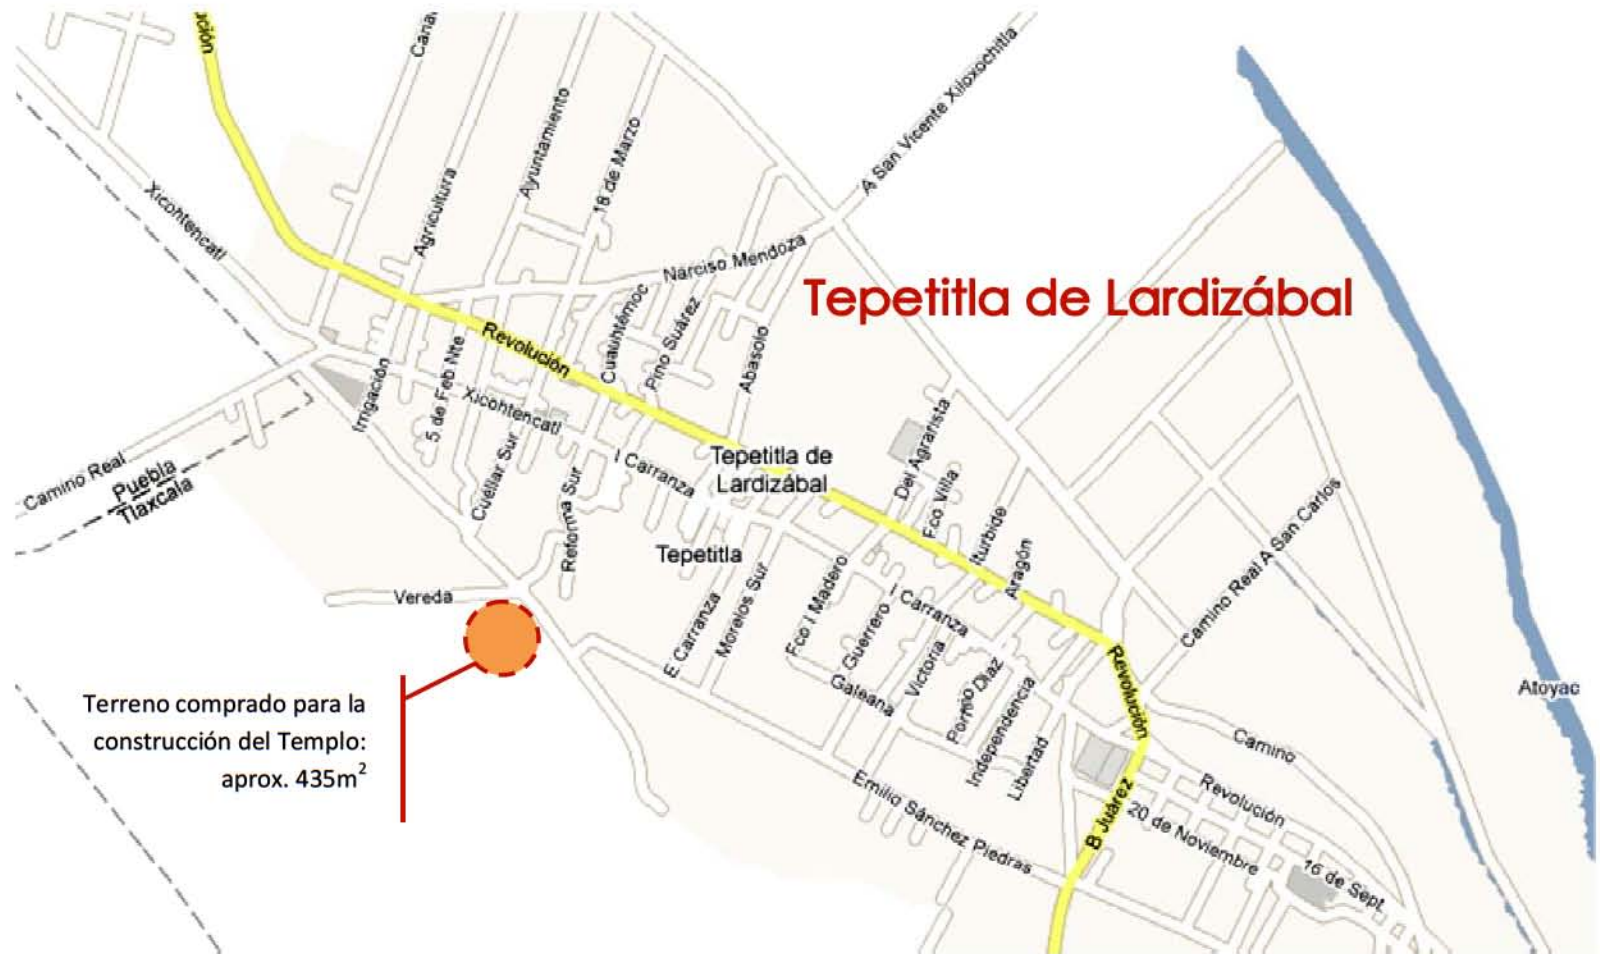 ución
Cana
A San Vicente Xiloxochitla
Ayuntamiento
18 de Marzo
Xicohtencatl
Agricultura
Narciso Mendoza
Tepetitla de Lardizábal
Revolución
Cuauhtémoc
Pino Suárez
Abasolo
Irrigación
5 de Feb Nte
Xicohtencatl
Cuéllar Sur
Reforma Sur
I Carranza
Tepetitla de
Lardizábal
Del Agrarista
Fco Villa
Iturbide
Aragón
Camino Real
Puebla
Tlaxcala
Camino Real A San Carlos
Tepetitla
Vereda
E Carranza
Morelos Sur
Fco I Madero
Guerrero
I Carranza
Galeana
Victoria
Porfirio Díaz
Independencia
Libertad
Revolución
Atoyac
Terreno comprado para la
construcción del Templo:
aprox. 435m²
Camino
Emilio Sánchez Piedras
B Juárez
Revolución
20 de Noviembre
16 de Sept